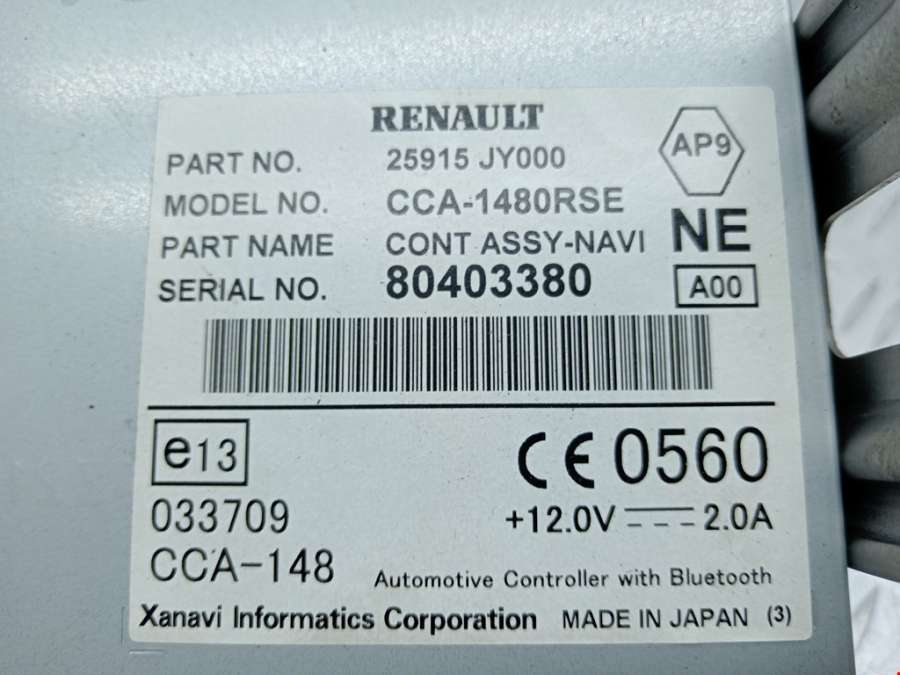 RENAULT
AP9
PART NO. 25915 JY000
MODEL NO. CCA-1480RSE
PART NAME CONT ASSY-NAVI
NE
SERIAL NO. 80403380
A00
e13
CE 0560
033709
+12.0V 2.0A
CCA-148
Automotive Controller with Bluetooth
Xanavi Informatics Corporation MADE IN JAPAN (3)